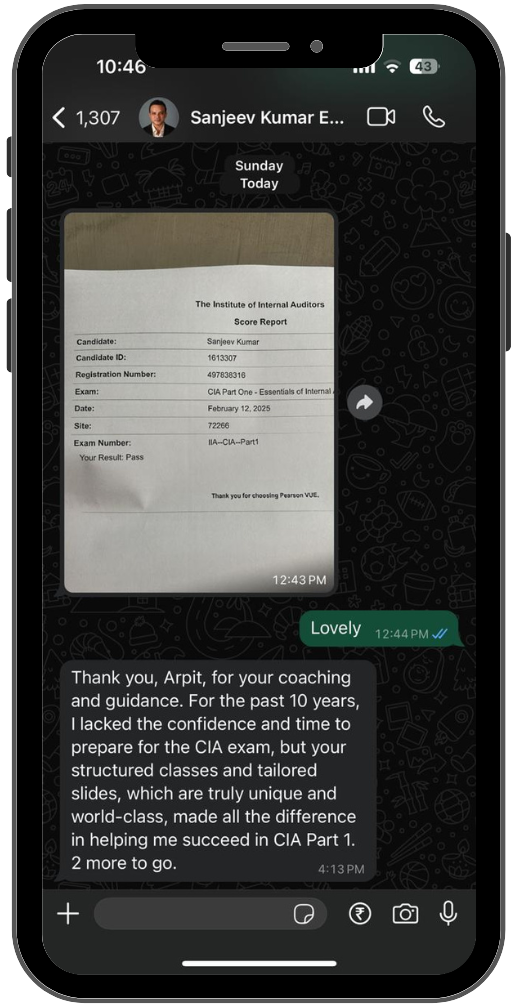 10:46
43
1,307
Sanjeev Kumar E...
Sunday
Today
The Institute of Internal Auditors
Score Report
Candidate: Sanjeev Kumar
Candidate ID: 1613307
Registration Number: 497838316
Exam: CIA Part One - Essentials of Internal
Date: February 12, 2025
Site: 72266
Exam Number: IIA--CIA--Part1
Your Result: Pass
Thank you for choosing Pearson VUE.
12:43 PM
Lovely 12:44 PM
Thank you, Arpit, for your coaching
and guidance. For the past 10 years,
I lacked the confidence and time to
prepare for the CIA exam, but your
structured classes and tailored
slides, which are truly unique and
world-class, made all the difference
in helping me succeed in CIA Part 1.
2 more to go. 4:13 PM
₹